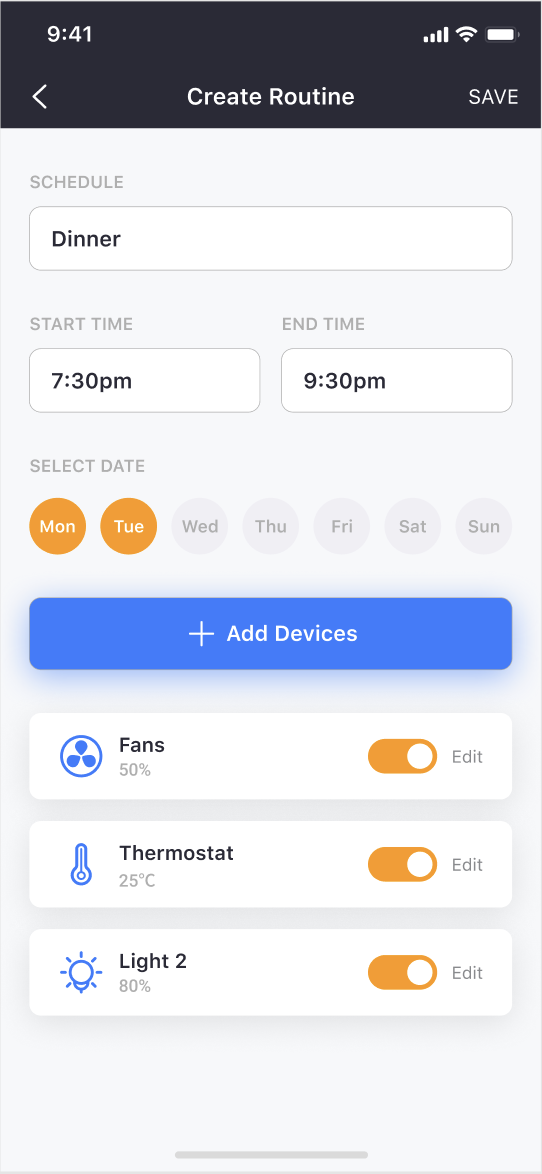 9:41
Create Routine
SAVE
SCHEDULE
Dinner
START TIME
END TIME
7:30pm
9:30pm
SELECT DATE
Mon Tue Wed Thu Fri Sat Sun
Add Devices
Fans
50%
Edit
Thermostat
25℃
Edit
Light 2
80%
Edit